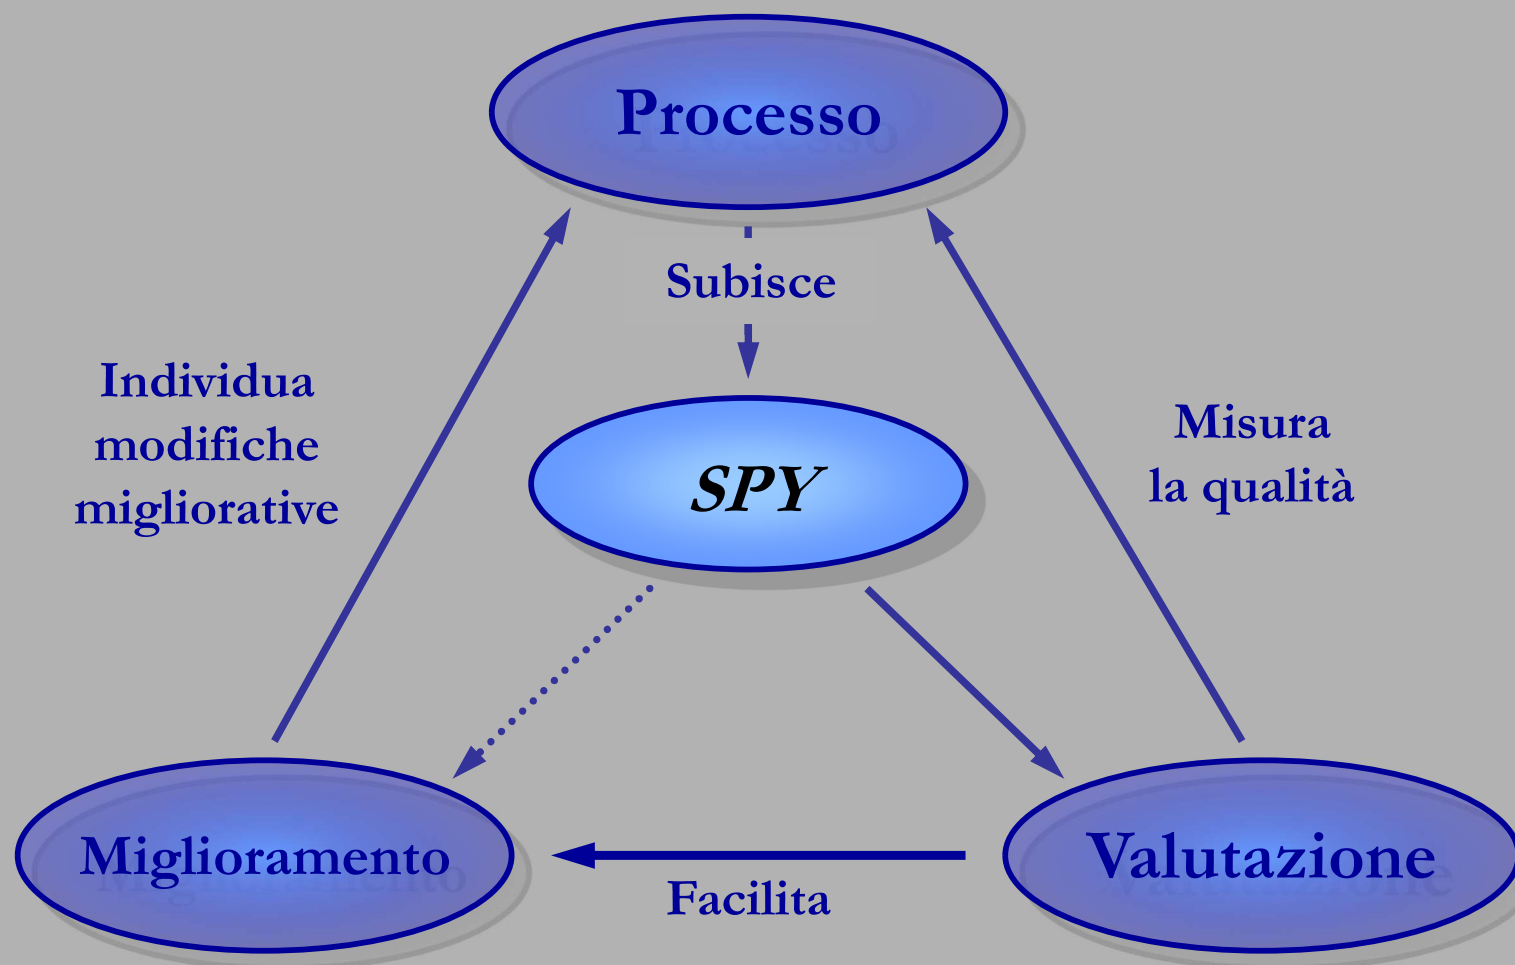 Processo
Subisce
Individua
modifiche
migliorative
Misura
la qualità
SPY
Miglioramento
Valutazione
Facilita